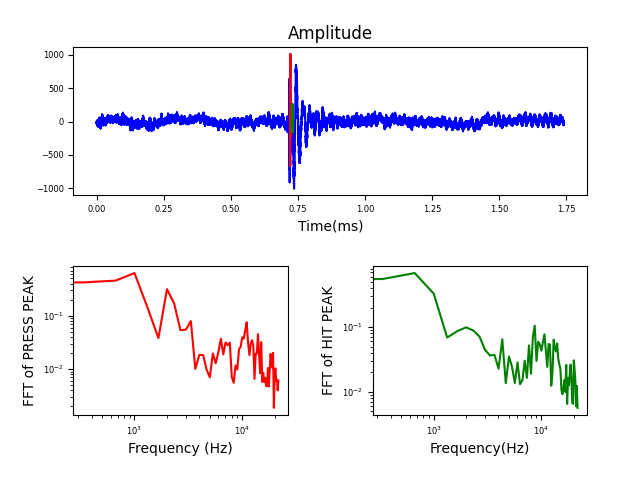 Amplitude
1000
500
0
−500
−1000
0.00 0.25 0.50 0.75 1.00 1.25 1.50 1.75
Time(ms)
FFT of PRESS PEAK
10⁻¹
10⁻²
10³ 10⁴
Frequency (Hz)
FFT of HIT PEAK
10⁻¹
10⁻²
10³ 10⁴
Frequency(Hz)